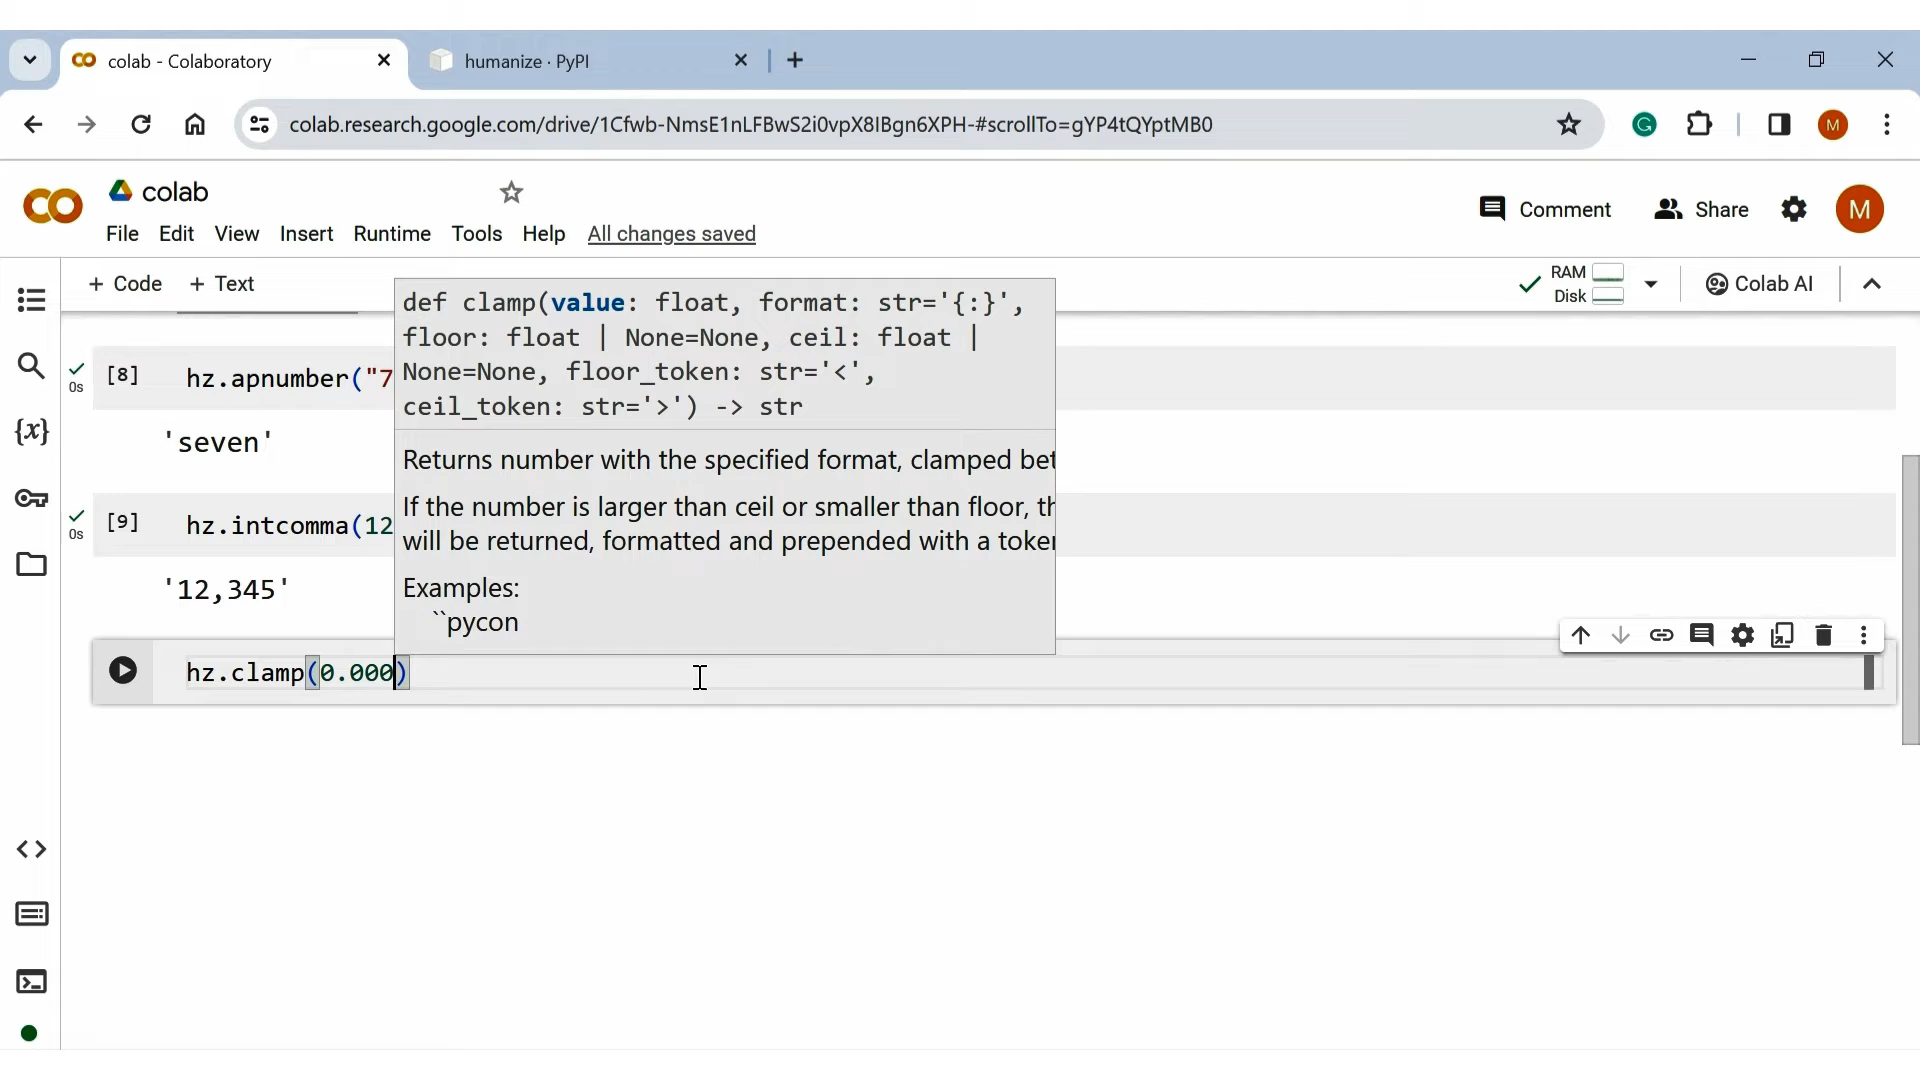 colab - Colaboratory
humanize · PyPI
colab.research.google.com/drive/1Cfwb-NmsE1nLFBwS2i0vpX8IBgn6XPH-#scrollTo=gYP4tQYptMB0
M
colab
Comment
Share
M
File Edit View Insert Runtime Tools Help All changes saved
+ Code + Text
RAM
Disk
Colab AI
def clamp(value: float, format: str='{:}',
floor: float | None=None, ceil: float |
None=None, floor_token: str='<',
ceil_token: str='>') -> str
Returns number with the specified format, clamped bet
If the number is larger than ceil or smaller than floor, th
will be returned, formatted and prepended with a token
Examples:
``pycon
0s
[8] hz.apnumber("7
'seven'
0s
[9] hz.intcomma(12
'12,345'
hz.clamp(0.000)
{x}